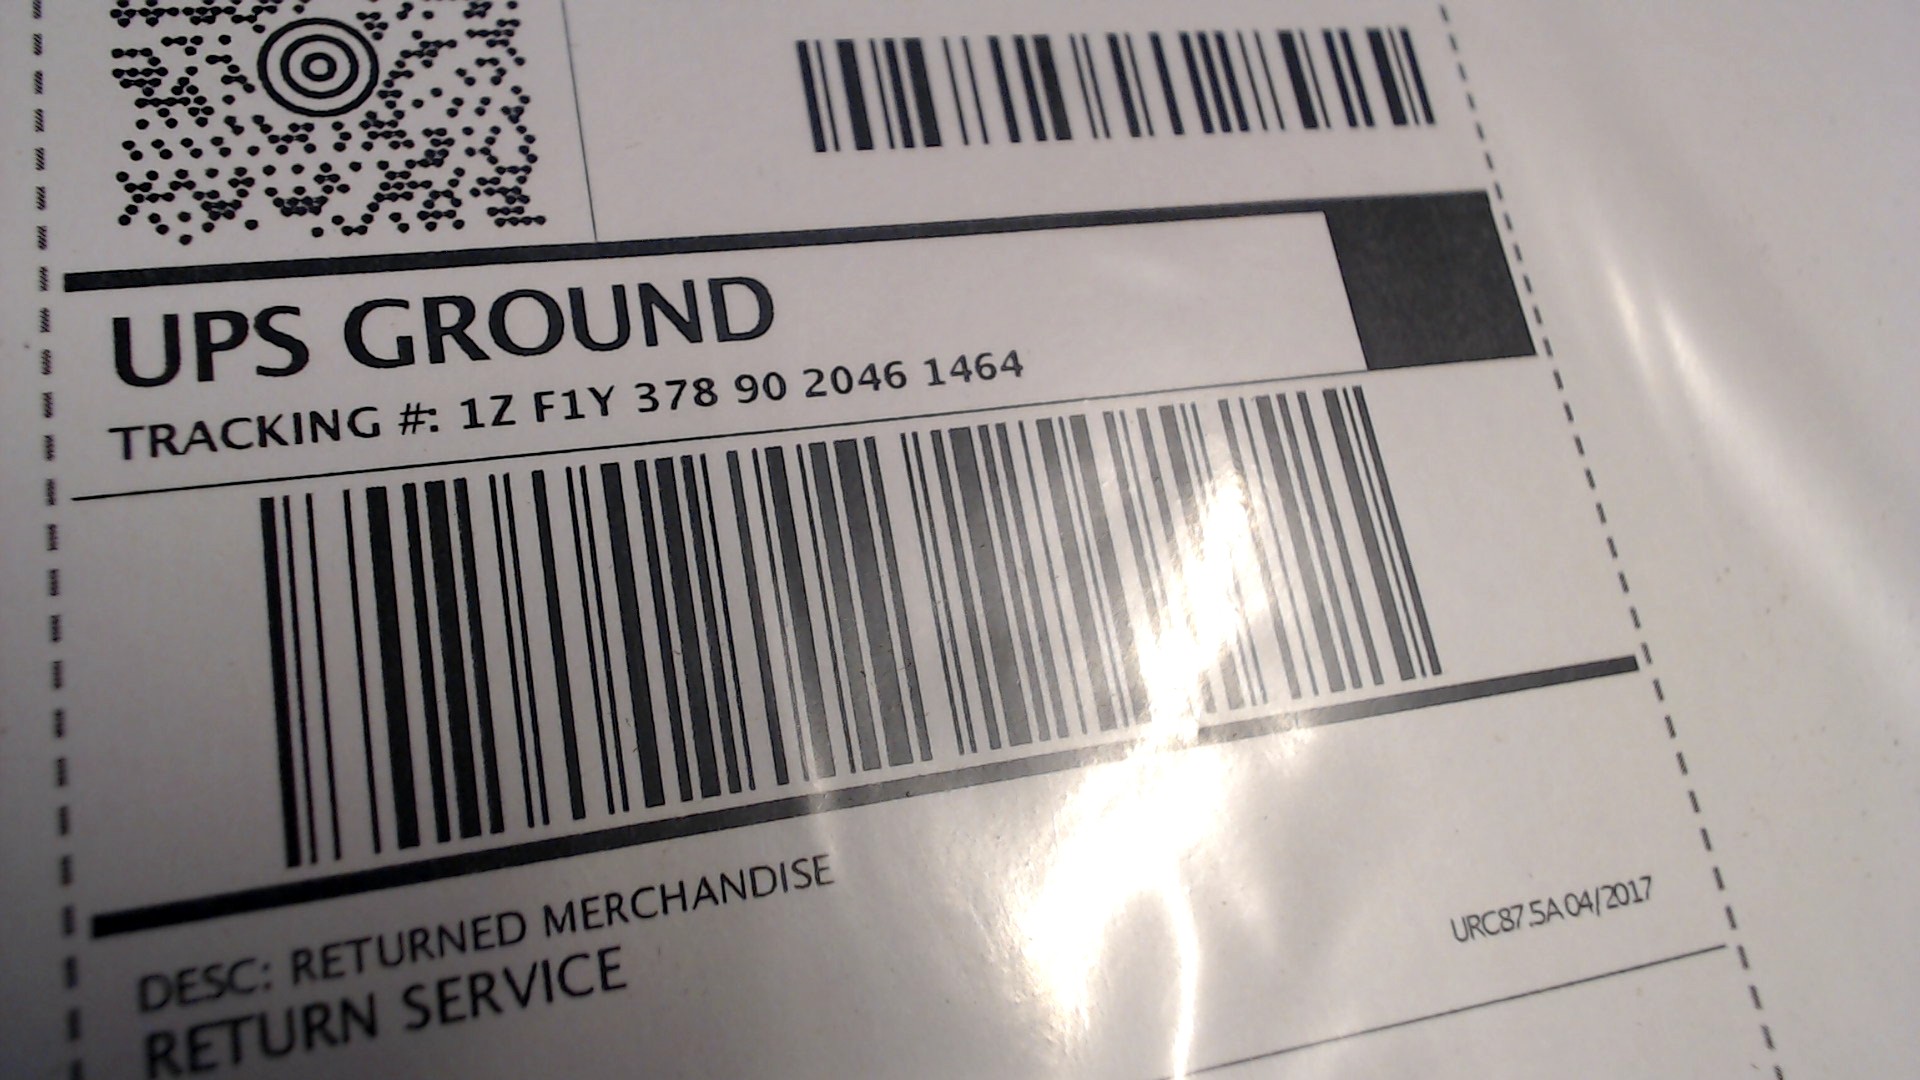 UPS GROUND
TRACKING #: 1Z F1Y 378 90 2046 1464
DESC: RETURNED MERCHANDISE
RETURN SERVICE
URC87.5A 04/2017